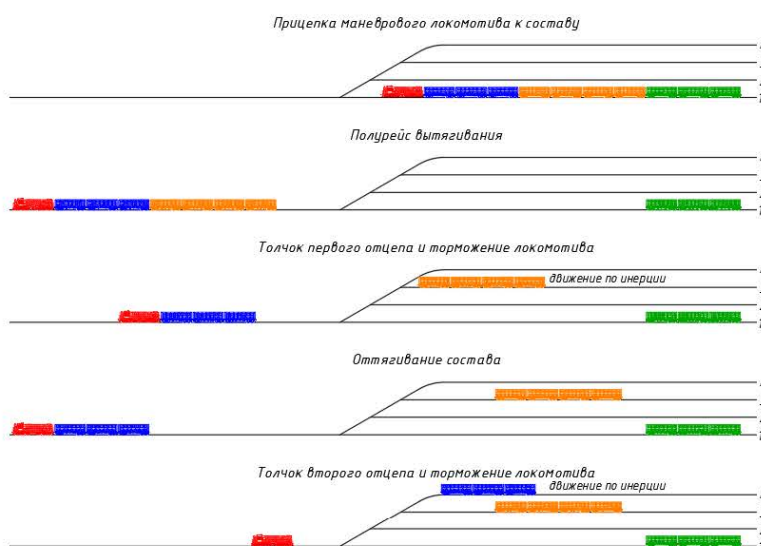 Прицепка маневрового локомотива к составу
Полурейс вытягивания
Толчок первого отцепа и торможение локомотива
движение по инерции
Оттягивание состава
Толчок второго отцепа и торможение локомотива
движение по инерции